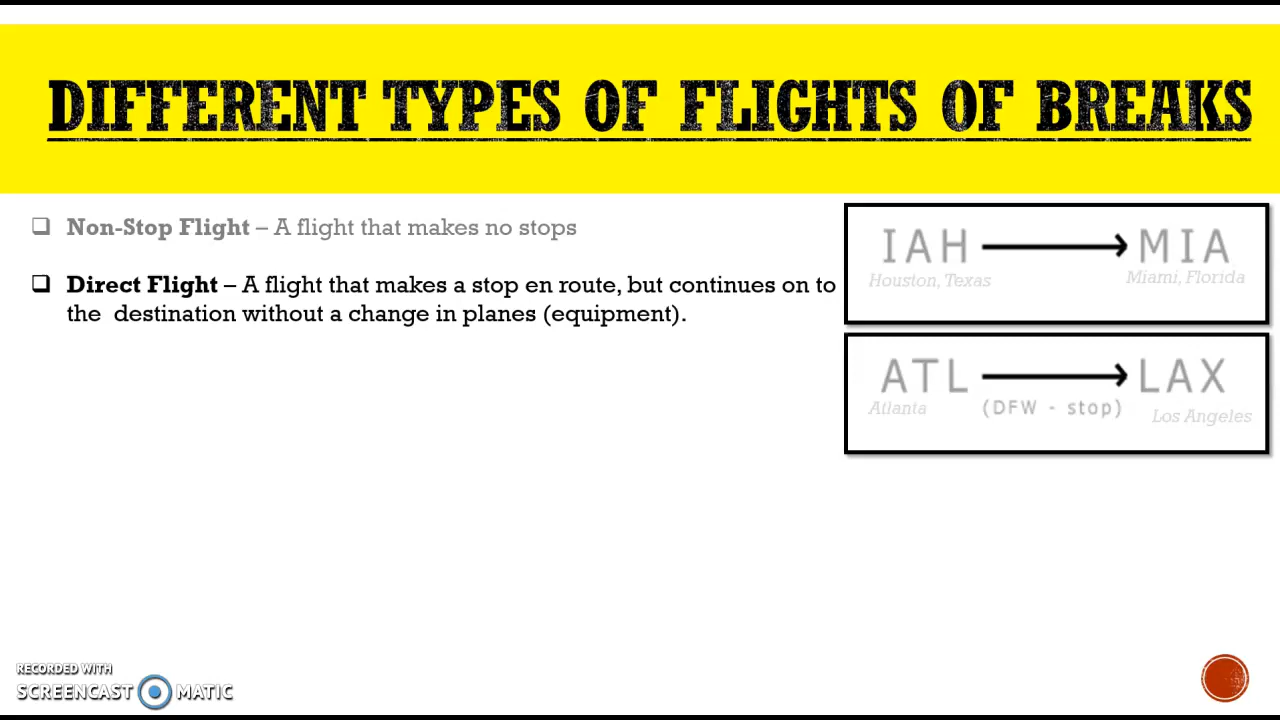 DIFFERENT TYPES OF FLIGHTS OF BREAKS
❑ Non-Stop Flight – A flight that makes no stops
❑ Direct Flight – A flight that makes a stop en route, but continues on to
the destination without a change in planes (equipment).
IAH MIA
Houston, Texas Miami, Florida
ATL LAX
Atlanta (DFW - stop) Los Angeles
RECORDED WITH
SCREENCAST MATIC